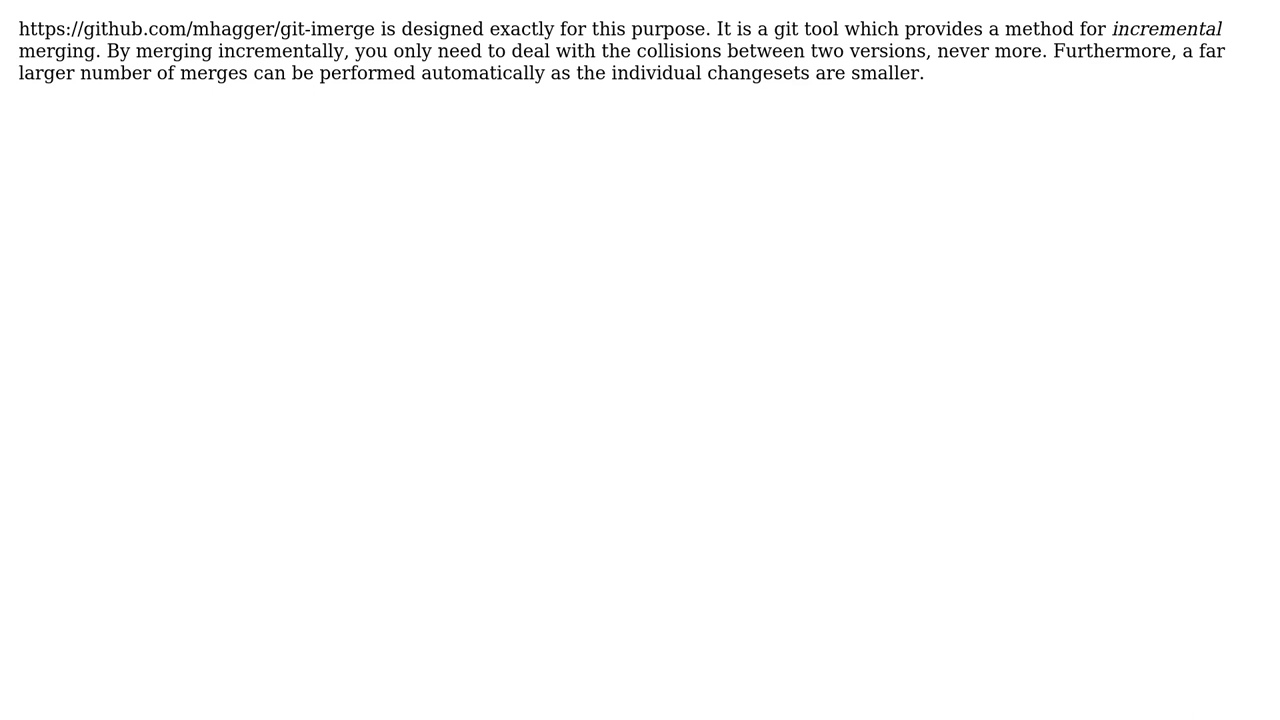 https://github.com/mhagger/git-imerge is designed exactly for this purpose. It is a git tool which provides a method for incremental
merging. By merging incrementally, you only need to deal with the collisions between two versions, never more. Furthermore, a far
larger number of merges can be performed automatically as the individual changesets are smaller.